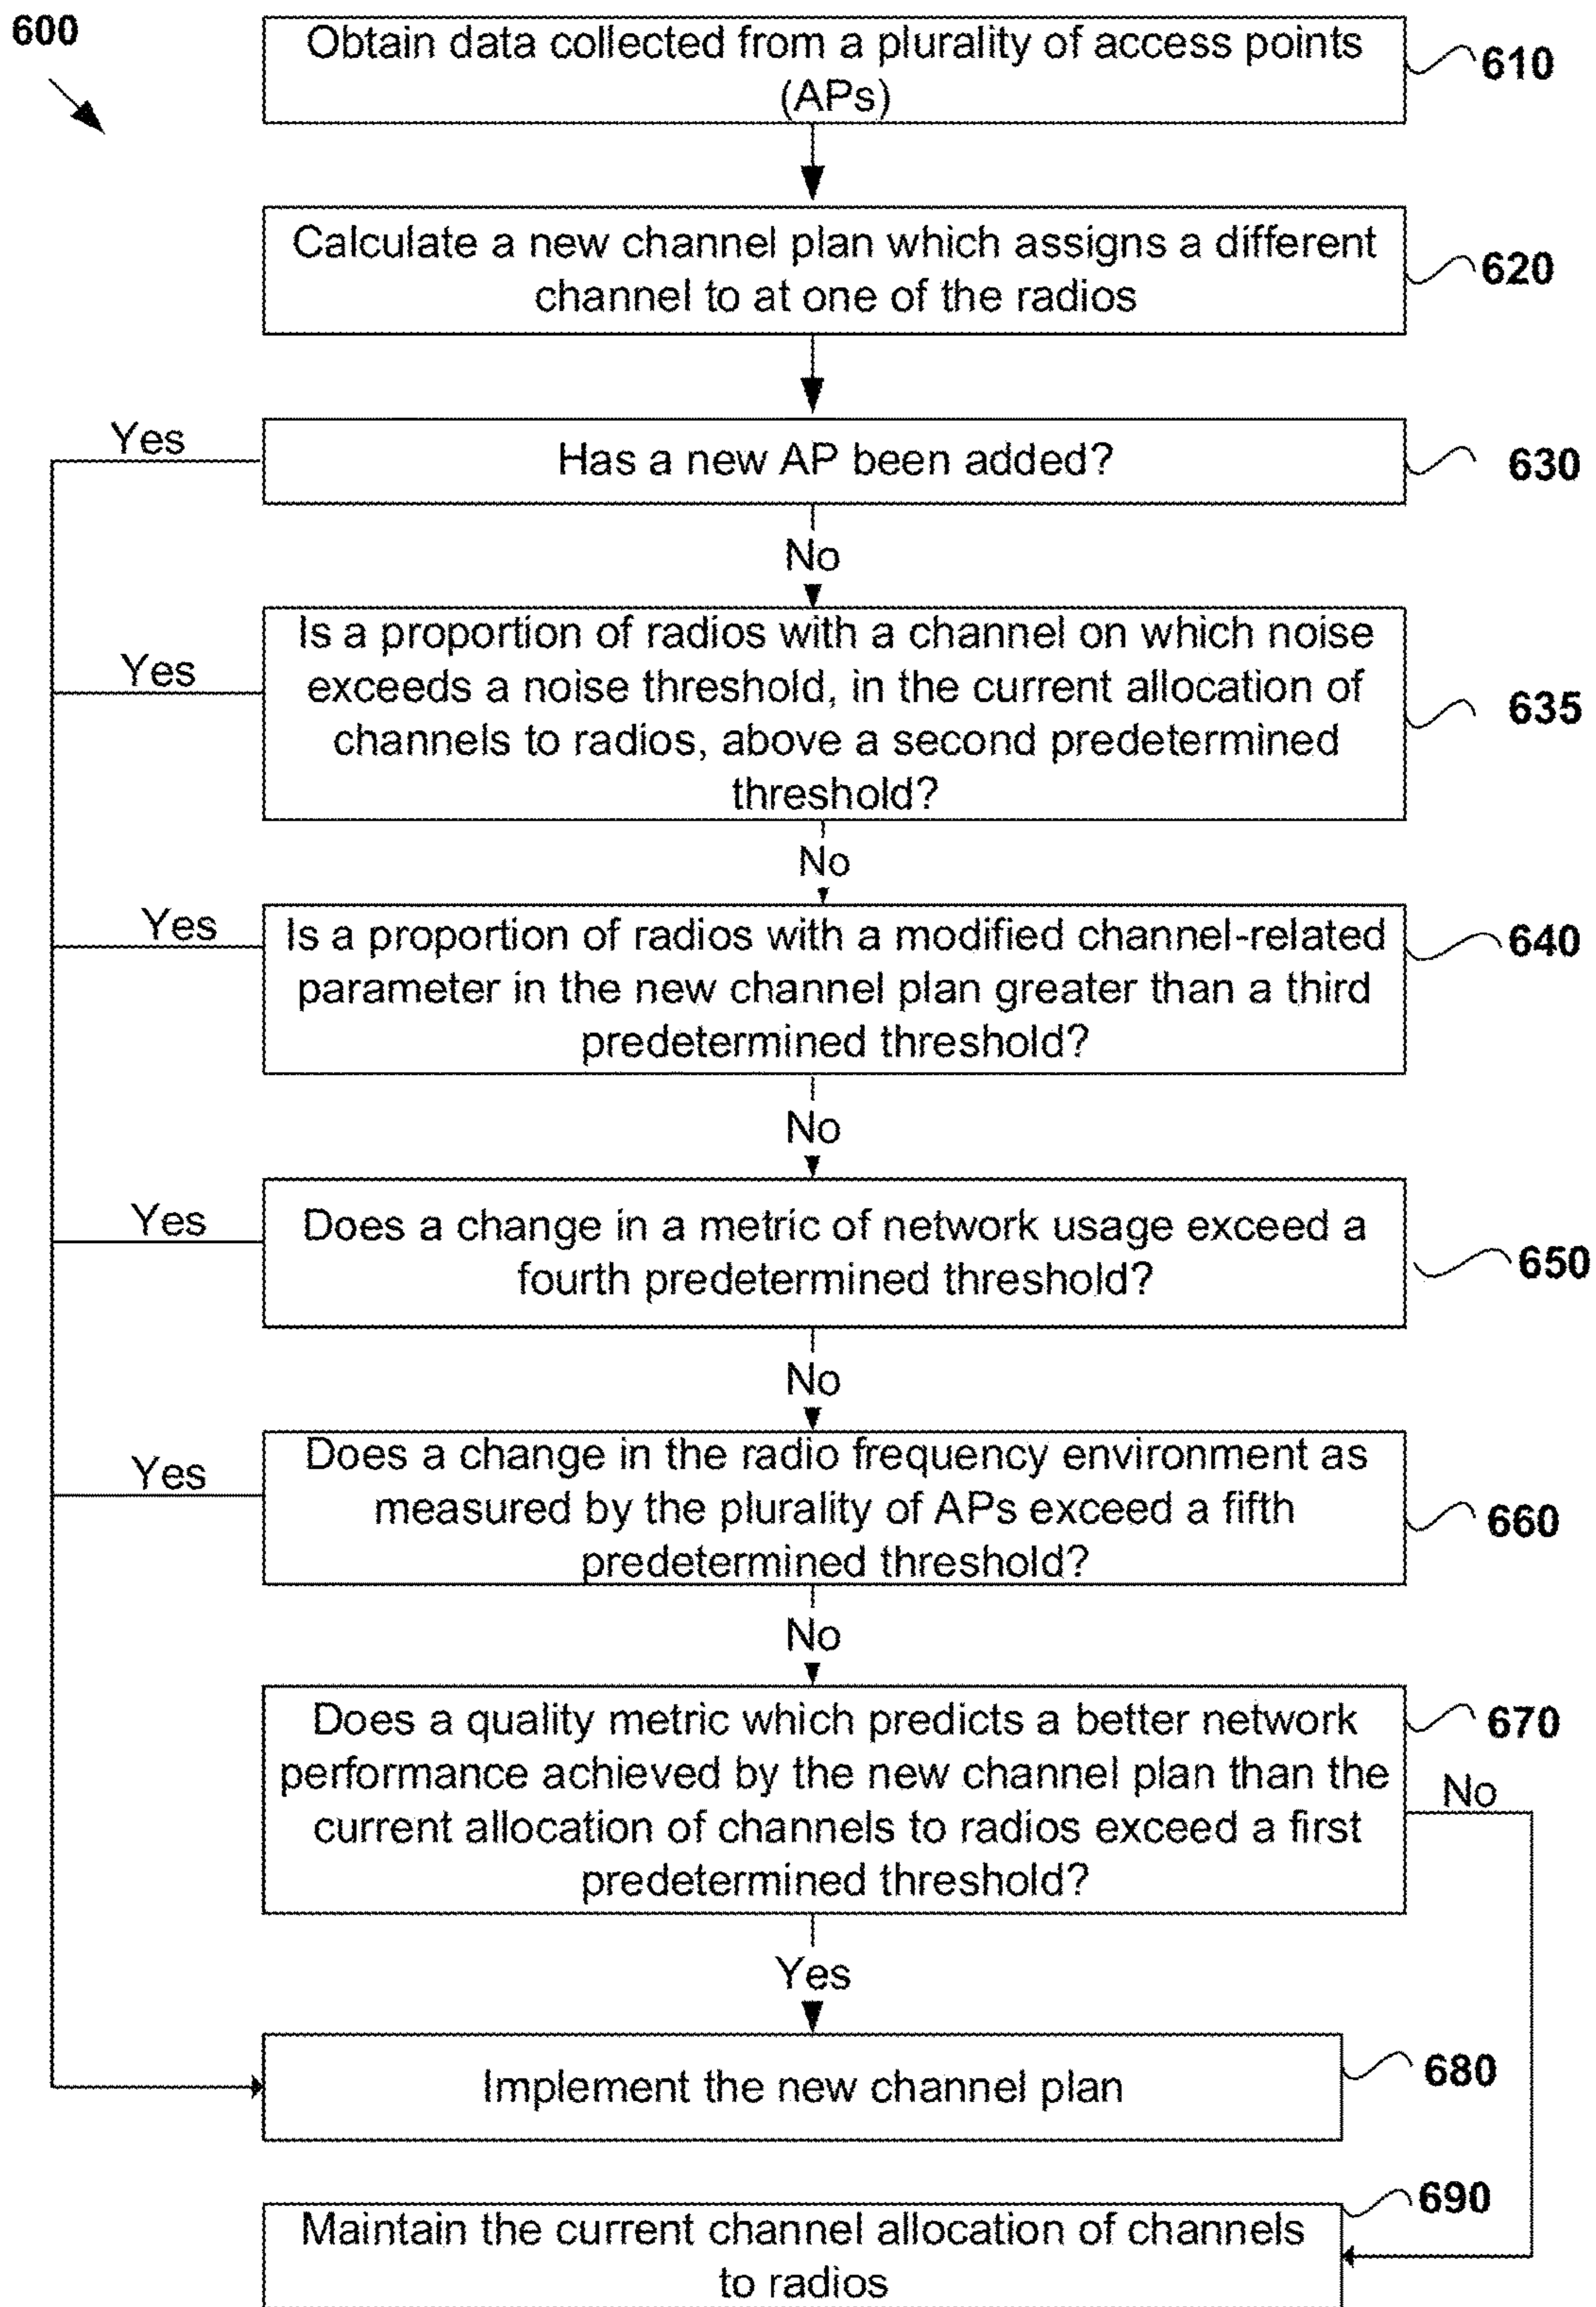 600
Obtain data collected from a plurality of access points
(APs)
610
Calculate a new channel plan which assigns a different
channel to at one of the radios
620
Yes
Has a new AP been added?
630
No
Yes
Is a proportion of radios with a channel on which noise
exceeds a noise threshold, in the current allocation of
channels to radios, above a second predetermined
threshold?
635
No
Yes
Is a proportion of radios with a modified channel-related
parameter in the new channel plan greater than a third
predetermined threshold?
640
No
Yes
Does a change in a metric of network usage exceed a
fourth predetermined threshold?
650
No
Yes
Does a change in the radio frequency environment as
measured by the plurality of APs exceed a fifth
predetermined threshold?
660
No
Does a quality metric which predicts a better network
performance achieved by the new channel plan than the
current allocation of channels to radios exceed a first
predetermined threshold?
670
No
Yes
Implement the new channel plan
680
Maintain the current channel allocation of channels
to radios
690